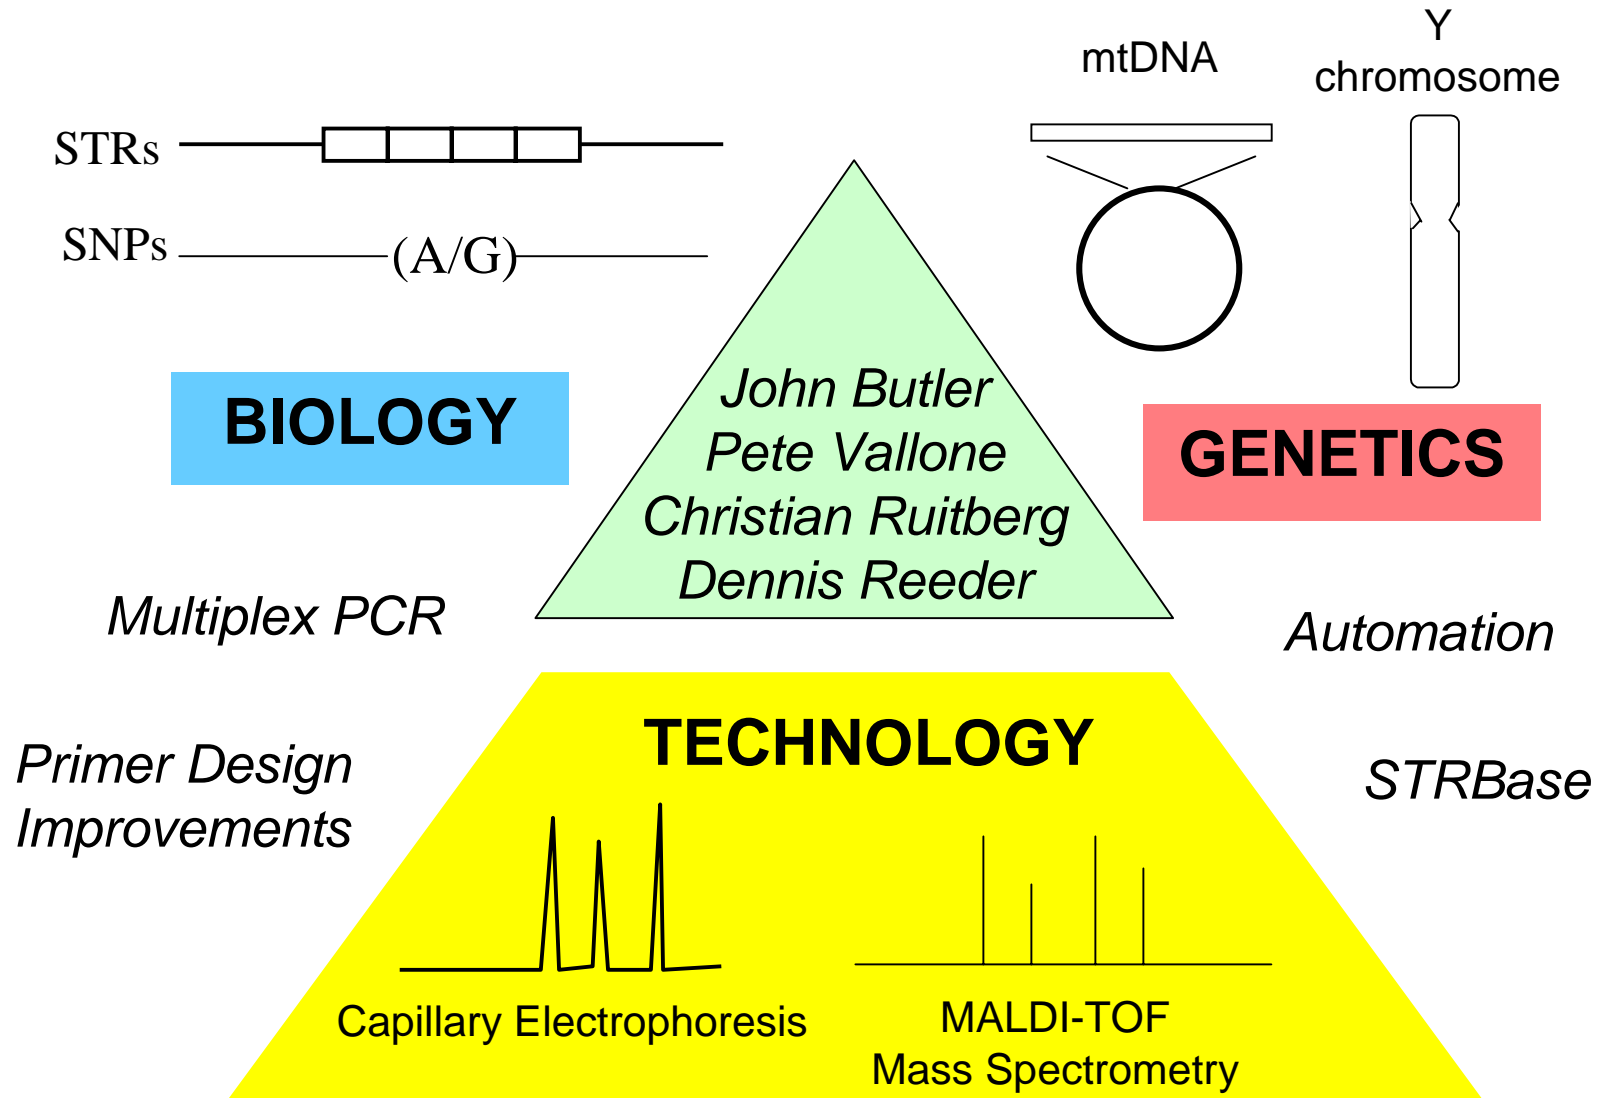 STRs
SNPs
(A/G)
mtDNA
Y
chromosome
BIOLOGY
John Butler
Pete Vallone
Christian Ruitberg
Dennis Reeder
GENETICS
Multiplex PCR
Automation
Primer Design
Improvements
TECHNOLOGY
STRBase
Capillary Electrophoresis
MALDI-TOF
Mass Spectrometry